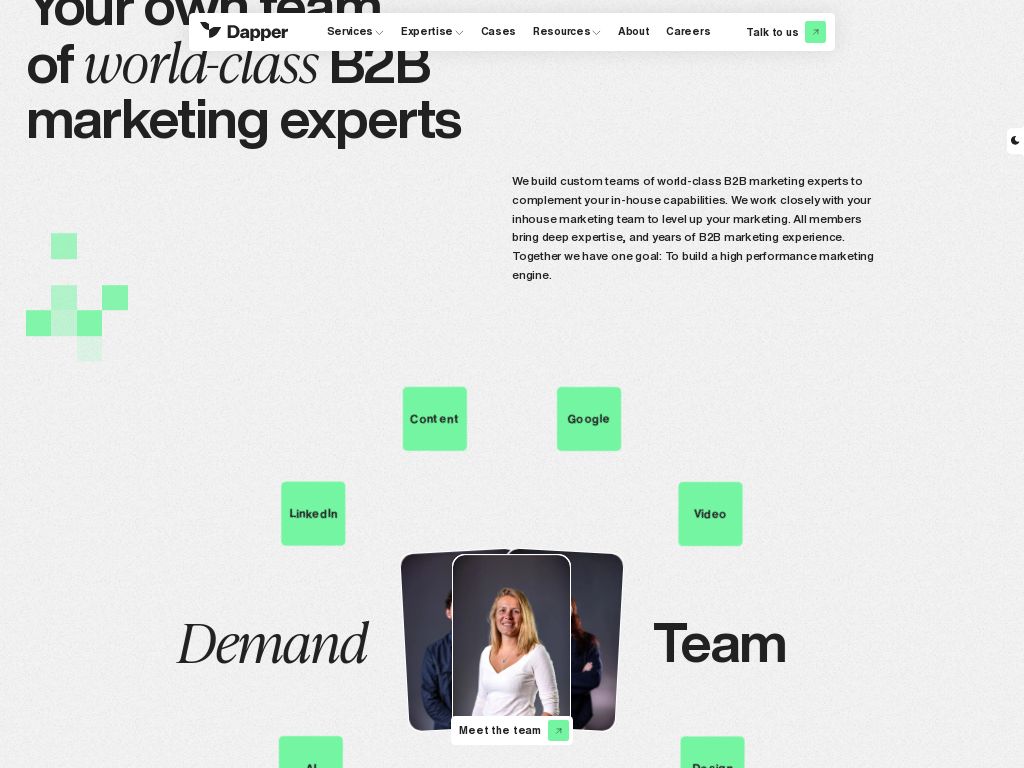 Your own team
of world-class B2B
marketing experts
Dapper
Services
Expertise
Cases
Resources
About
Careers
Talk to us
We build custom teams of world-class B2B marketing experts to
complement your in-house capabilities. We work closely with your
inhouse marketing team to level up your marketing. All members
bring deep expertise, and years of B2B marketing experience.
Together we have one goal: To build a high performance marketing
engine.
Content
Google
LinkedIn
Video
Demand
Team
Meet the team
AI
Design